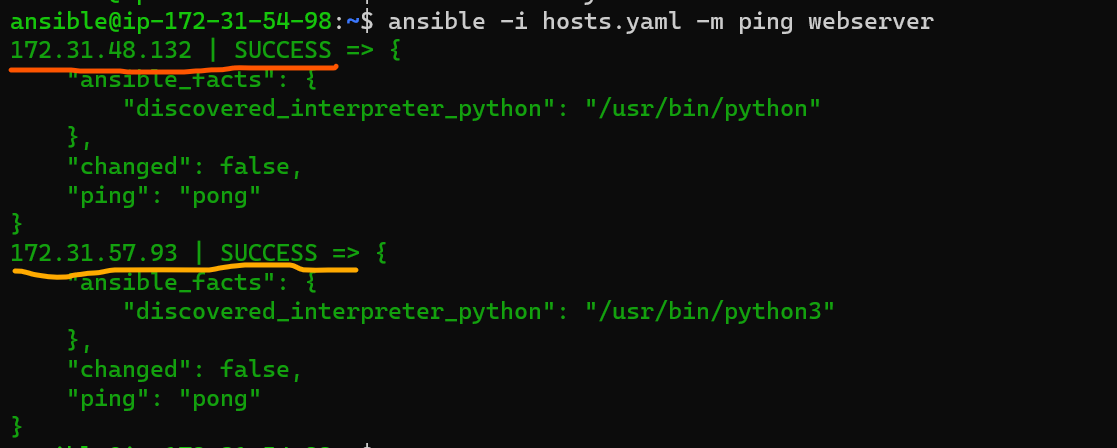 ansible@ip-172-31-54-98:~$ ansible -i hosts.yaml -m ping webserver
172.31.48.132 | SUCCESS => {
    "ansible_facts": {
        "discovered_interpreter_python": "/usr/bin/python"
    },
    "changed": false,
    "ping": "pong"
}
172.31.57.93 | SUCCESS => {
    "ansible_facts": {
        "discovered_interpreter_python": "/usr/bin/python3"
    },
    "changed": false,
    "ping": "pong"
}